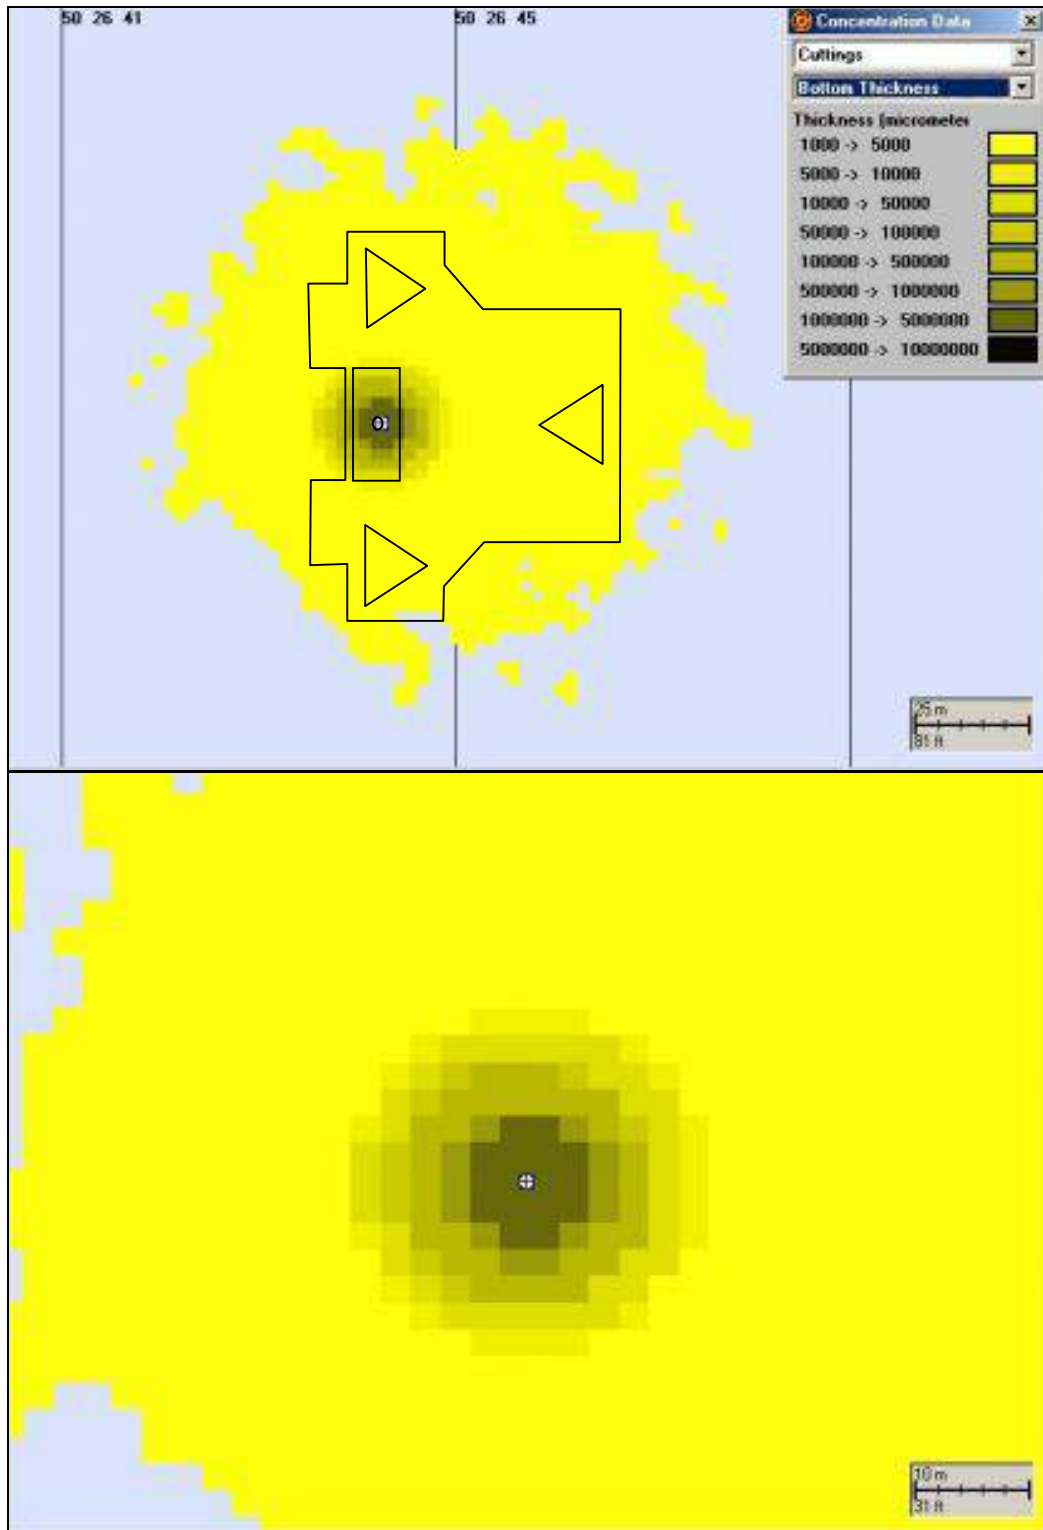 50 26 41
50 26 45
Concentration Data
Cuttings
Bottom Thickness
Thickness (micrometer
1000 -> 5000
5000 -> 10000
10000 -> 50000
50000 -> 100000
100000 -> 500000
500000 -> 1000000
1000000 -> 5000000
5000000 -> 10000000
25 m
81 ft
10 m
31 ft